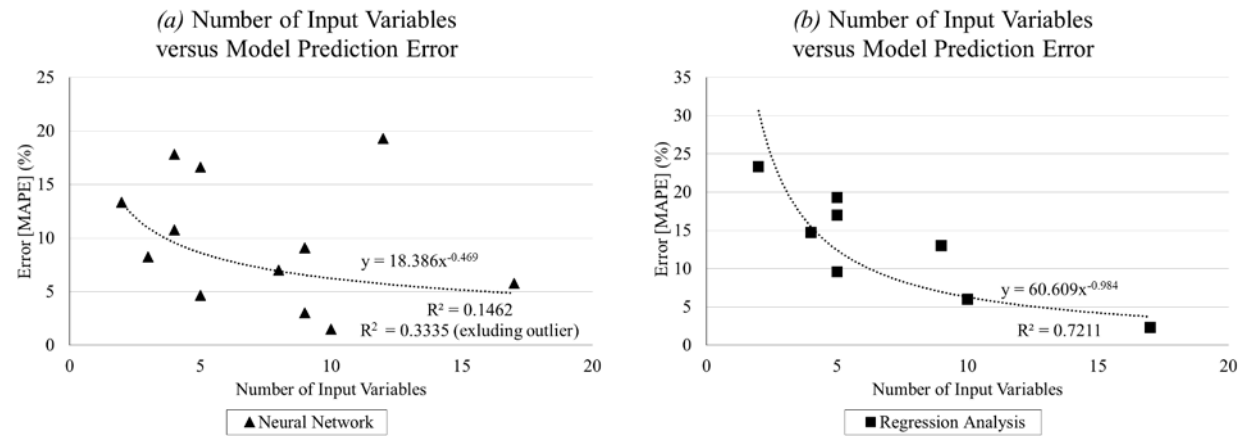 (a) Number of Input Variables
versus Model Prediction Error
25
20
15
10
5
0
Error [MAPE] (%)
y = 18.386x^-0.469
R² = 0.1462
R² = 0.3335 (exluding outlier)
0 5 10 15 20
Number of Input Variables
Neural Network
(b) Number of Input Variables
versus Model Prediction Error
35
30
25
20
15
10
5
0
Error [MAPE] (%)
y = 60.609x^-0.984
R² = 0.7211
0 5 10 15 20
Number of Input Variables
Regression Analysis